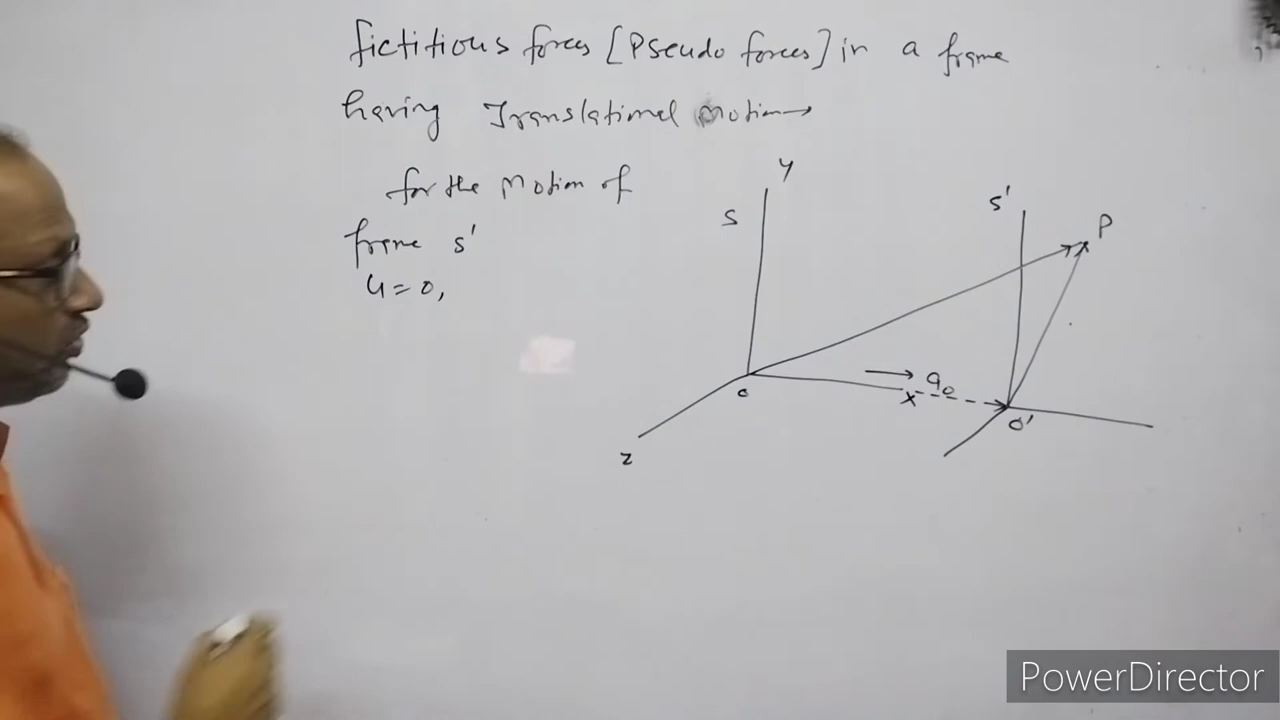 fictitious forces [Pseudo forces] in a frame
having Translational Motion→
for the Motion of
frame s'
u = 0,
y
s
s'
P
a₀
x
o
o'
z
PowerDirector